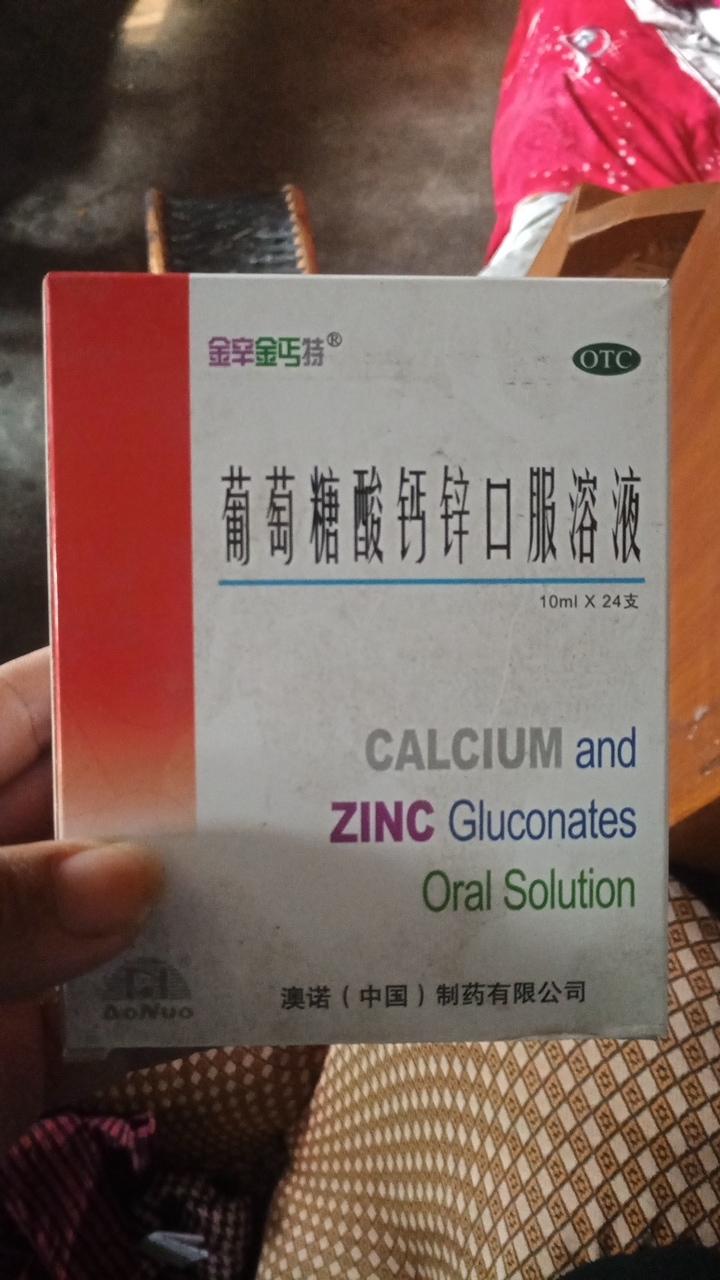 金辛金丐特®
OTC
葡萄糖酸钙锌口服溶液
10ml X 24支
CALCIUM and
ZINC Gluconates
Oral Solution
AoNuo
澳诺(中国)制药有限公司